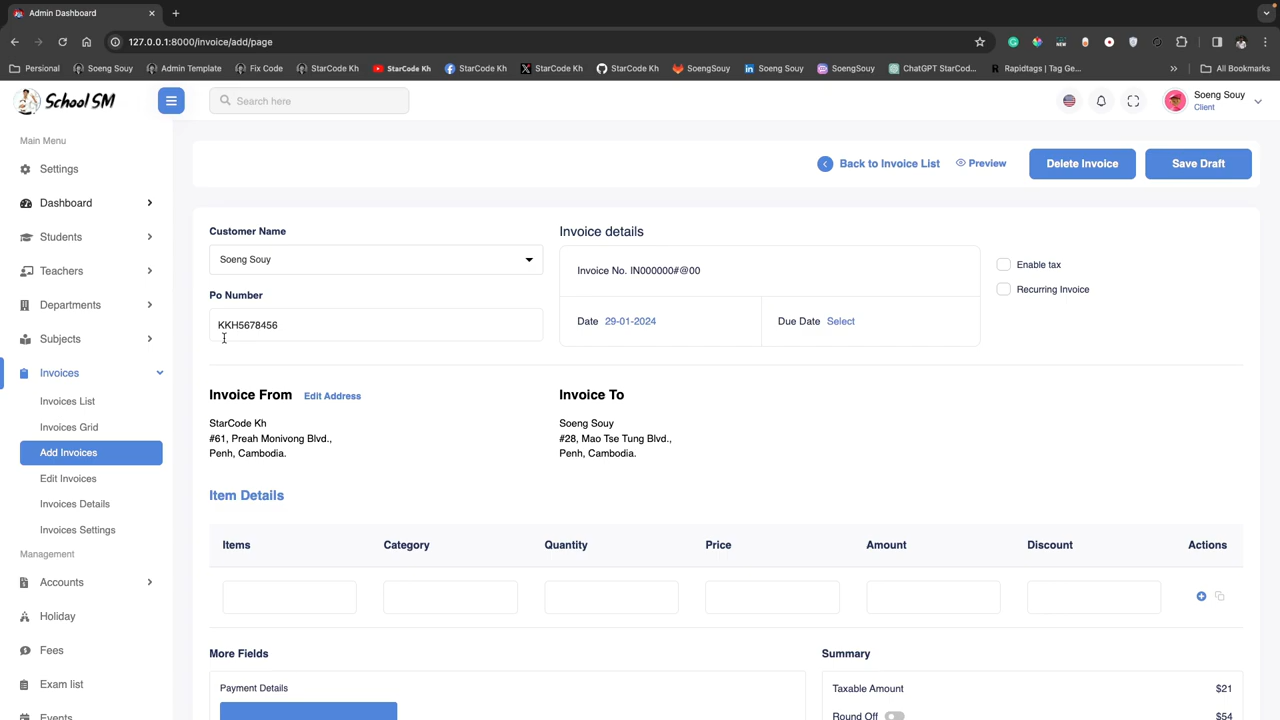 Admin Dashboard
127.0.0.1:8000/invoice/add/page
Personal
Soeng Souy
Admin Template
Fix Code
StarCode Kh
StarCode Kh
StarCode Kh
StarCode Kh
StarCode Kh
SoengSouy
Soeng Souy
SoengSouy
ChatGPT StarCod...
Rapidtags | Tag Ge...
All Bookmarks
School SM
Search here
Soeng Souy
Client
Main Menu
Settings
Dashboard
Students
Teachers
Departments
Subjects
Invoices
Invoices List
Invoices Grid
Add Invoices
Edit Invoices
Invoices Details
Invoices Settings
Management
Accounts
Holiday
Fees
Exam list
Events
Back to Invoice List
Preview
Delete Invoice
Save Draft
Customer Name
Soeng Souy
Po Number
KKH5678456
Invoice details
Invoice No. IN000000#@00
Date 29-01-2024
Due Date Select
Enable tax
Recurring Invoice
Invoice From Edit Address
StarCode Kh
#61, Preah Monivong Blvd.,
Penh, Cambodia.
Invoice To
Soeng Souy
#28, Mao Tse Tung Blvd.,
Penh, Cambodia.
Item Details
Items Category Quantity Price Amount Discount Actions
More Fields
Payment Details
Summary
Taxable Amount $21
Round Off $54